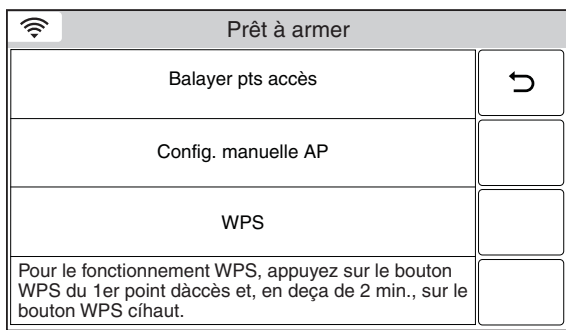 Prêt à armer
Balayer pts accès
Config. manuelle AP
WPS
Pour le fonctionnement WPS, appuyez sur le bouton
WPS du 1er point dàccès et, en deça de 2 min., sur le
bouton WPS cíhaut.